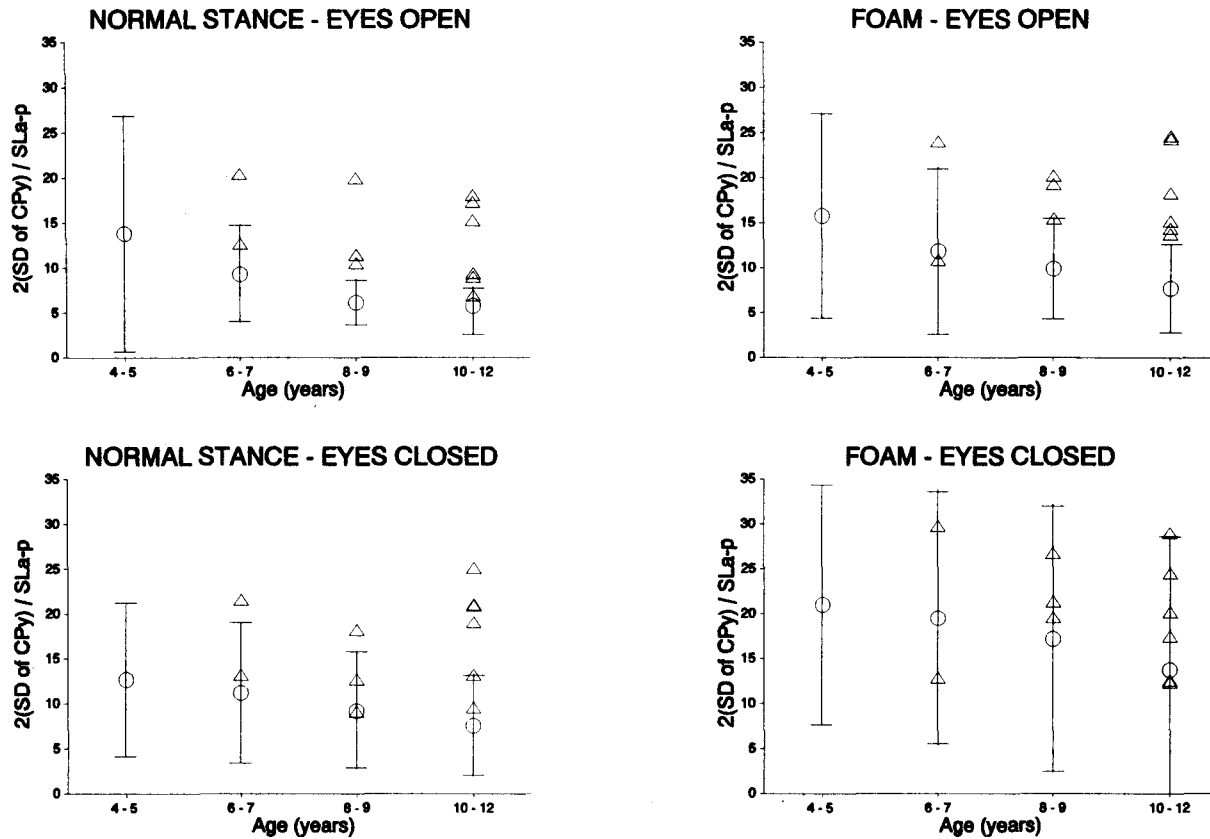 NORMAL STANCE - EYES OPEN
2(SD of CPy) / SLa-p
35
30
25
20
15
10
5
0
4 - 5
6 - 7
8 - 9
10 - 12
Age (years)
FOAM - EYES OPEN
2(SD of CPy) / SLa-p
35
30
25
20
15
10
5
0
4 - 5
6 - 7
8 - 9
10 - 12
Age (years)
NORMAL STANCE - EYES CLOSED
2(SD of CPy) / SLa-p
35
30
25
20
15
10
5
0
4 - 5
6 - 7
8 - 9
10 - 12
Age (years)
FOAM - EYES CLOSED
2(SD of CPy) / SLa-p
35
30
25
20
15
10
5
0
4 - 5
6 - 7
8 - 9
10 - 12
Age (years)